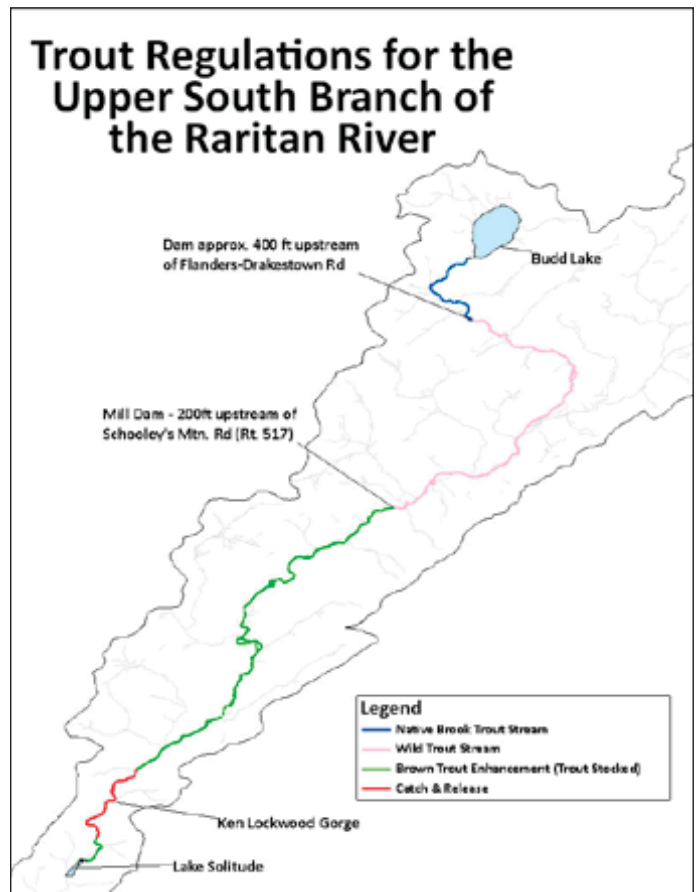 Trout Regulations for the
Upper South Branch of
the Raritan River
Dam approx. 400 ft upstream
of Flanders-Drakestown Rd
Budd Lake
Mill Dam - 200ft upstream of
Schooley's Mtn. Rd (Rt. 517)
Legend
Native Brook Trout Stream
Wild Trout Stream
Brown Trout Enhancement (Trout Stocked)
Catch & Release
Ken Lockwood Gorge
Lake Solitude